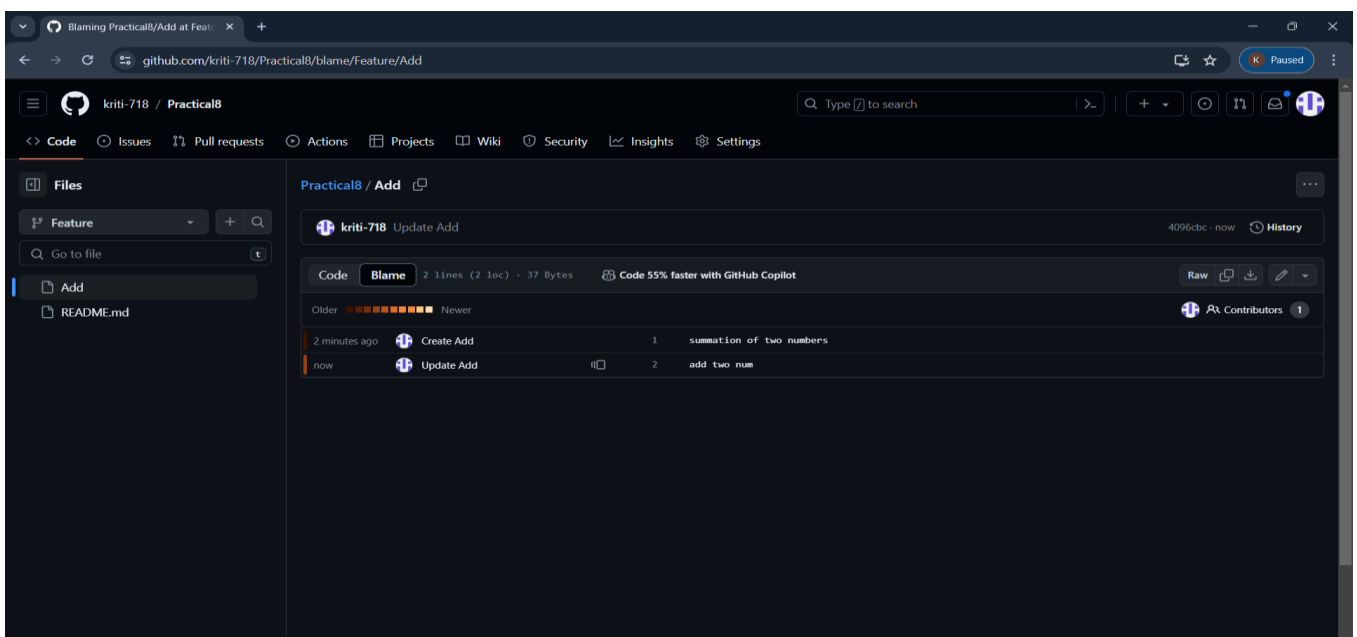 Blaming Practical8/Add at Feat
github.com/kriti-718/Practical8/blame/Feature/Add
K Paused
kriti-718 / Practical8
Type / to search
Code Issues Pull requests Actions Projects Wiki Security Insights Settings
Files
Practical8 / Add
Feature
kriti-718 Update Add 4096cbc · now History
Go to file t
Code Blame 2 lines (2 loc) · 37 Bytes Code 55% faster with GitHub Copilot Raw
Add
README.md
Older Newer Contributors 1
2 minutes ago Create Add 1 summation of two numbers
now Update Add 2 add two num